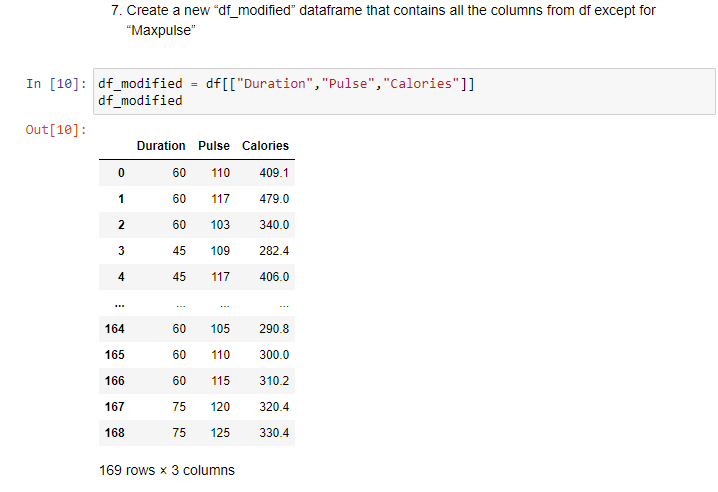 7. Create a new “df_modified” dataframe that contains all the columns from df except for
“Maxpulse”
In [10]: df_modified = df[["Duration","Pulse","Calories"]]
df_modified
Out[10]:
Duration Pulse Calories
0 60 110 409.1
1 60 117 479.0
2 60 103 340.0
3 45 109 282.4
4 45 117 406.0
... ... ... ...
164 60 105 290.8
165 60 110 300.0
166 60 115 310.2
167 75 120 320.4
168 75 125 330.4
169 rows × 3 columns